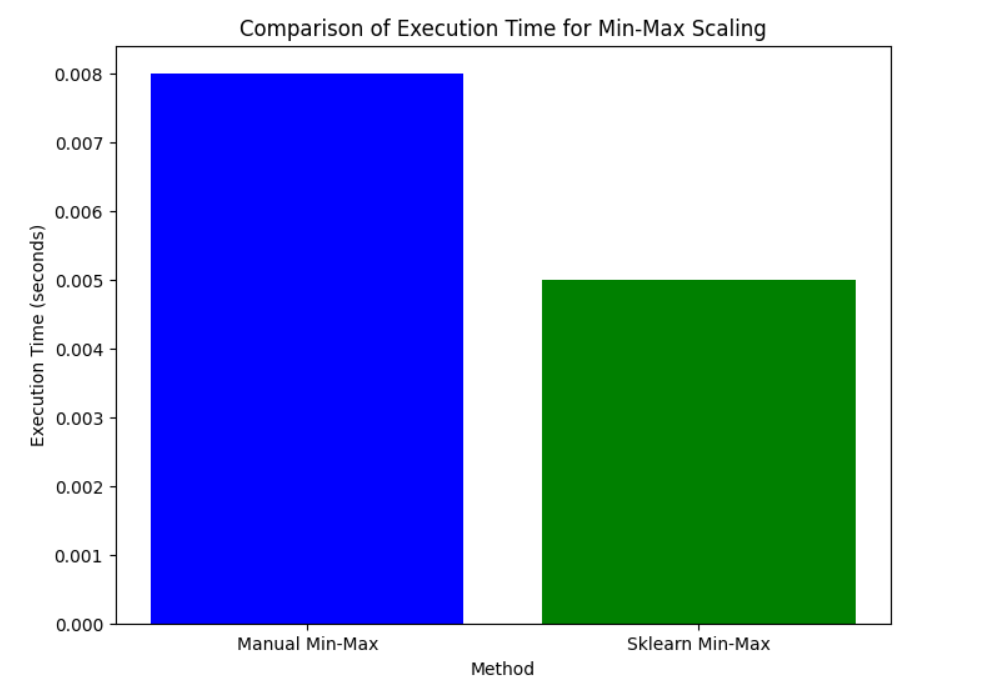 Comparison of Execution Time for Min-Max Scaling
Execution Time (seconds)
0.008
0.007
0.006
0.005
0.004
0.003
0.002
0.001
0.000
Manual Min-Max
Sklearn Min-Max
Method